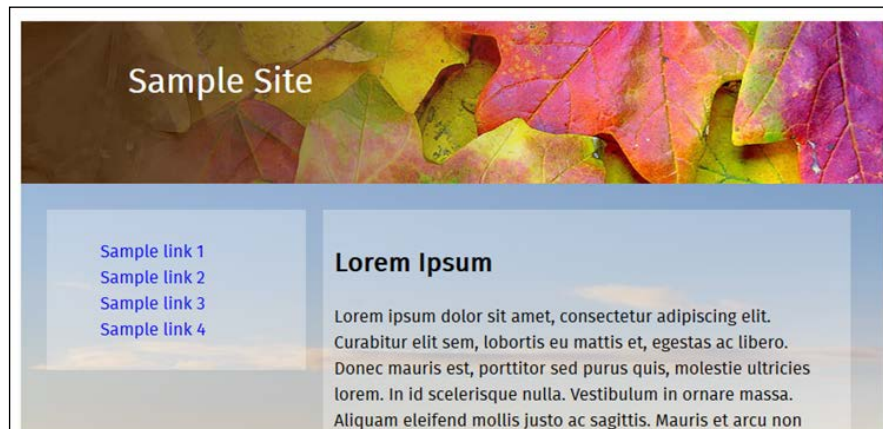 Sample Site
Sample link 1
Sample link 2
Sample link 3
Sample link 4
Lorem Ipsum
Lorem ipsum dolor sit amet, consectetur adipiscing elit.
Curabitur elit sem, lobortis eu mattis et, egestas ac libero.
Donec mauris est, porttitor sed purus quis, molestie ultricies
lorem. In id scelerisque nulla. Vestibulum in ornare massa.
Aliquam eleifend mollis justo ac sagittis. Mauris et arcu non